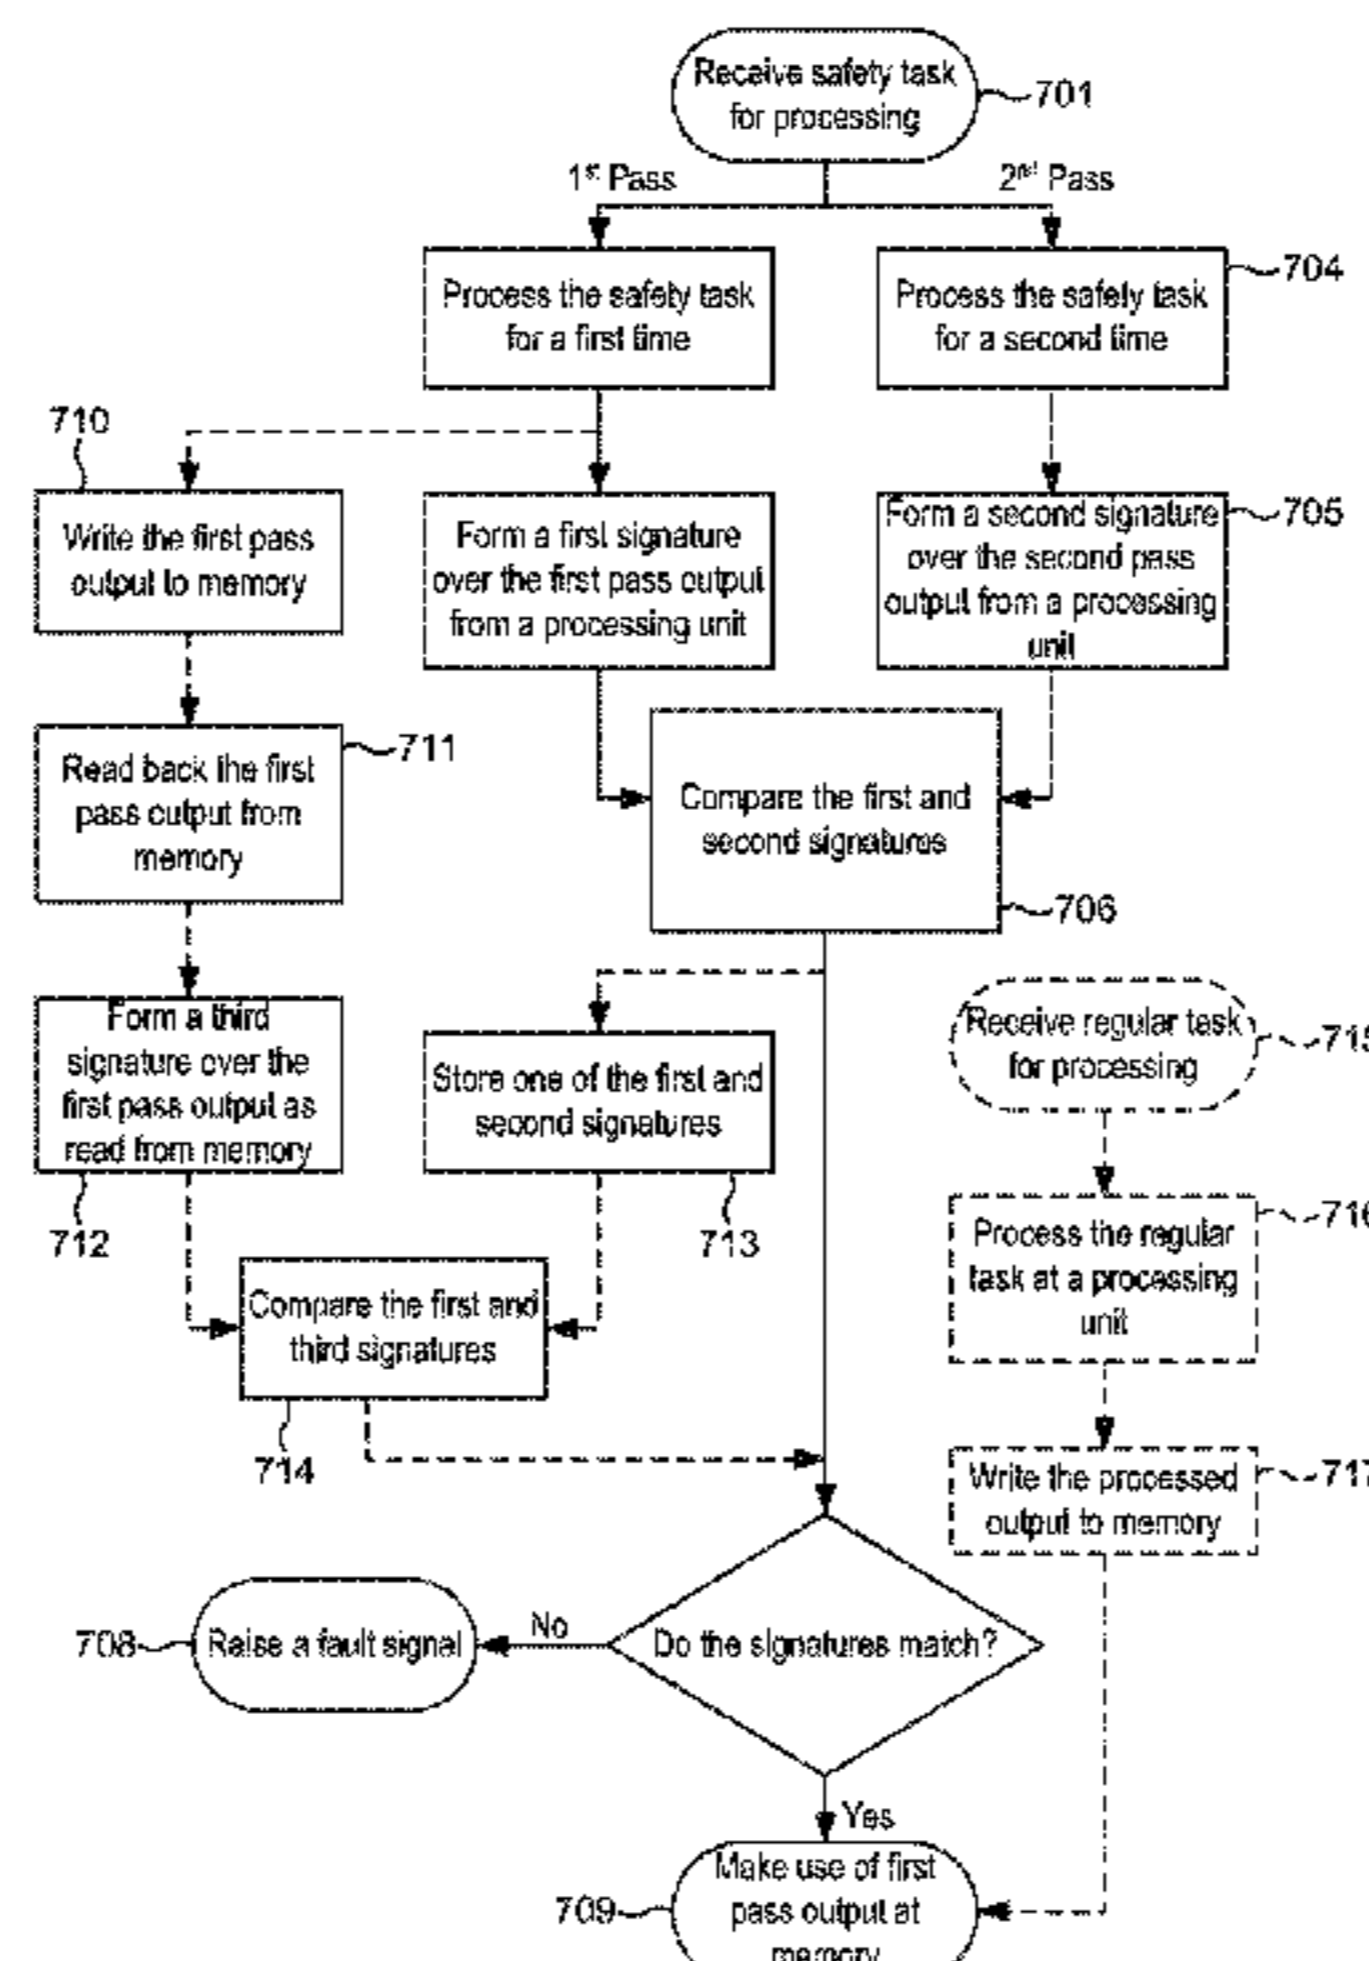 Receive safety task
for processing
701
1st Pass
2nd Pass
Process the safety task
for a first time
Process the safety task
for a second time
704
710
Write the first pass
output to memory
Form a first signature
over the first pass output
from a processing unit
Form a second signature
over the second pass
output from a processing
unit
705
Read back the first
pass output from
memory
711
Compare the first and
second signatures
706
Form a third
signature over the
first pass output as
read from memory
712
Store one of the first and
second signatures
713
Receive regular task
for processing
715
Process the regular
task at a processing
unit
716
Compare the first and
third signatures
714
Write the processed
output to memory
717
Do the signatures match?
No
Raise a fault signal
708
Yes
Make use of first
pass output at
memory
709